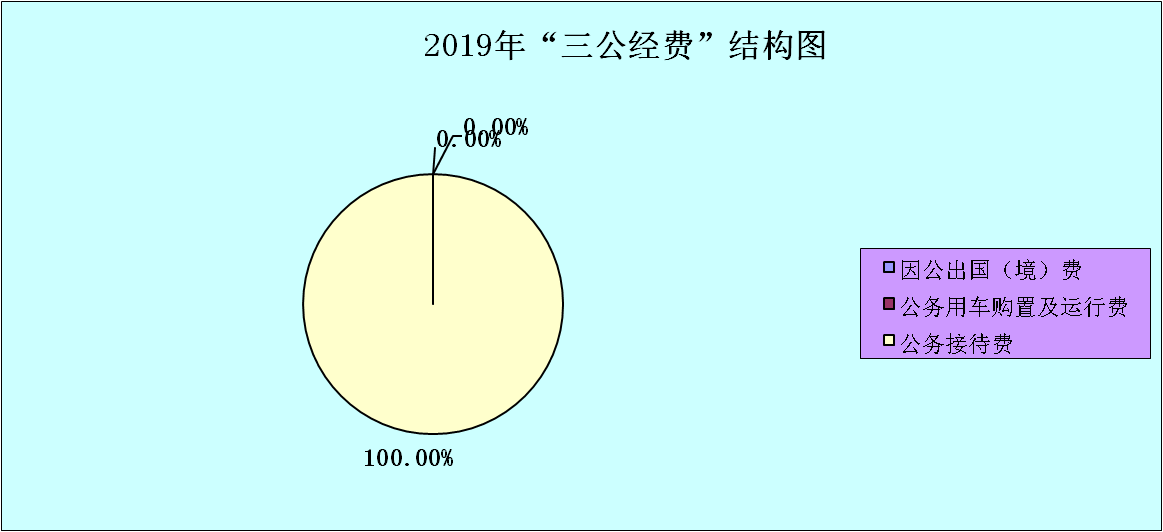 2019年“三公经费”结构图
0.00%
0.00%
100.00%
因公出国（境）费
公务用车购置及运行费
公务接待费